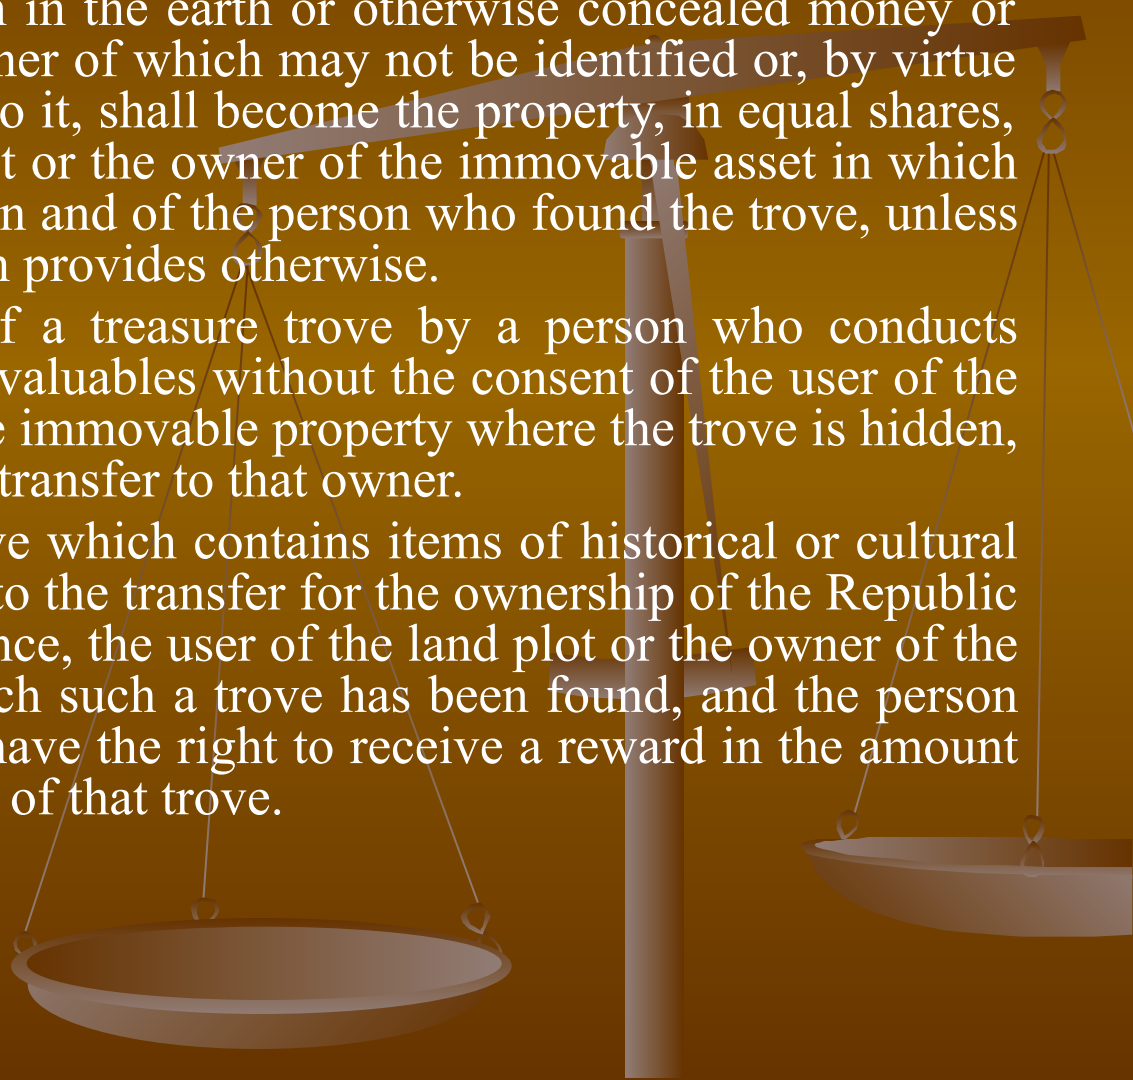 in the earth or otherwise concealed money or
of which may not be identified or, by virtue
it, shall become the property, in equal shares,
or the owner of the immovable asset in which
and of the person who found the trove, unless
provides otherwise.
a treasure trove by a person who conducts
valuables without the consent of the user of the
immovable property where the trove is hidden,
transfer to that owner.
which contains items of historical or cultural
to the transfer for the ownership of the Republic
the user of the land plot or the owner of the
such a trove has been found, and the person
have the right to receive a reward in the amount
of that trove.